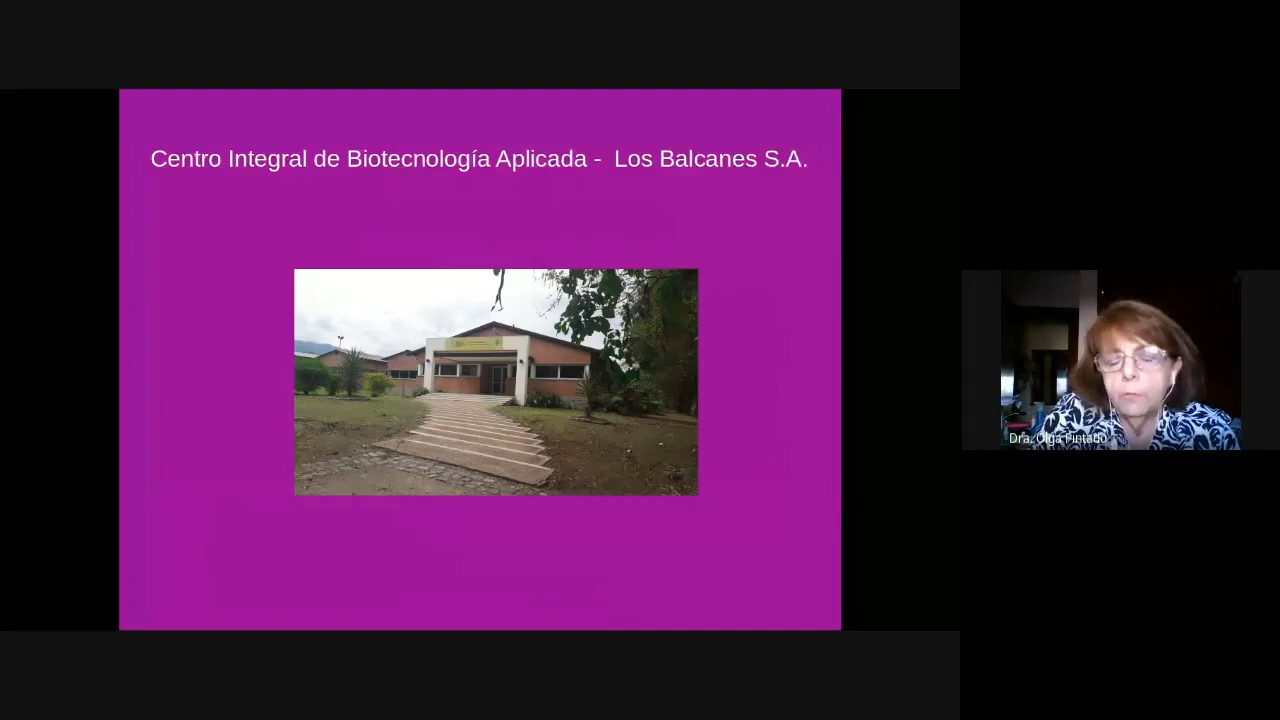 Centro Integral de Biotecnología Aplicada -  Los Balcanes S.A.
Dra. Olga Pintado